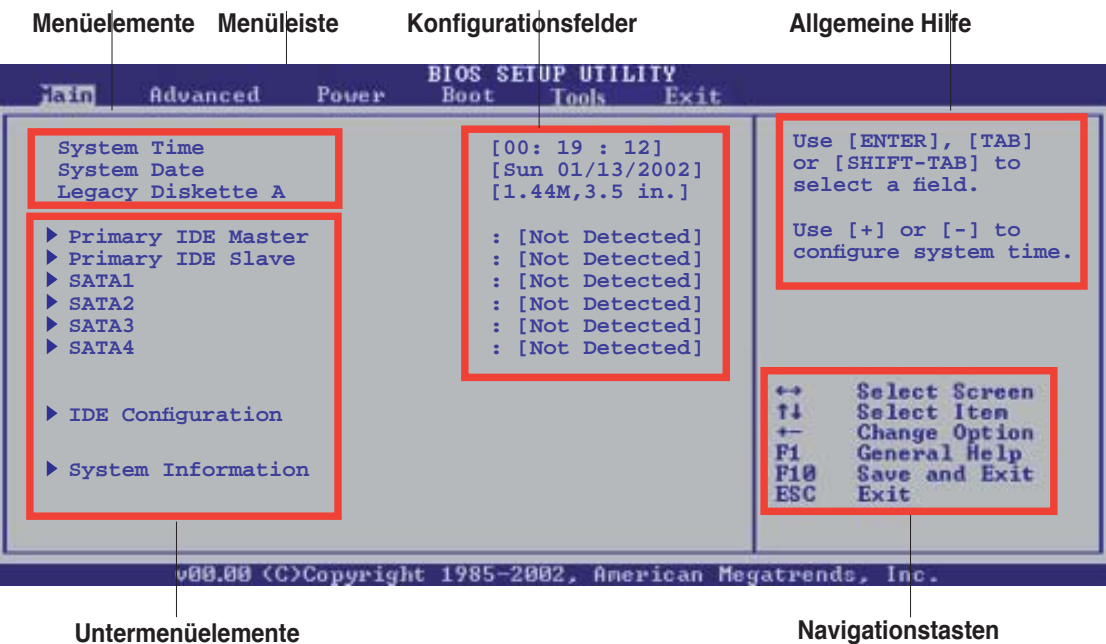 Menüelemente Menüleiste Konfigurationsfelder Allgemeine Hilfe
BIOS SETUP UTILITY
Main Advanced Power Boot Tools Exit
System Time [00: 19 : 12]
System Date [Sun 01/13/2002]
Legacy Diskette A [1.44M,3.5 in.]
Primary IDE Master : [Not Detected]
Primary IDE Slave : [Not Detected]
SATA1 : [Not Detected]
SATA2 : [Not Detected]
SATA3 : [Not Detected]
SATA4 : [Not Detected]
IDE Configuration
System Information
Use [ENTER], [TAB]
or [SHIFT-TAB] to
select a field.
Use [+] or [-] to
configure system time.
↔ Select Screen
↑↓ Select Item
+- Change Option
F1 General Help
F10 Save and Exit
ESC Exit
v00.00 (C)Copyright 1985-2002, American Megatrends, Inc.
Untermenüelemente Navigationstasten